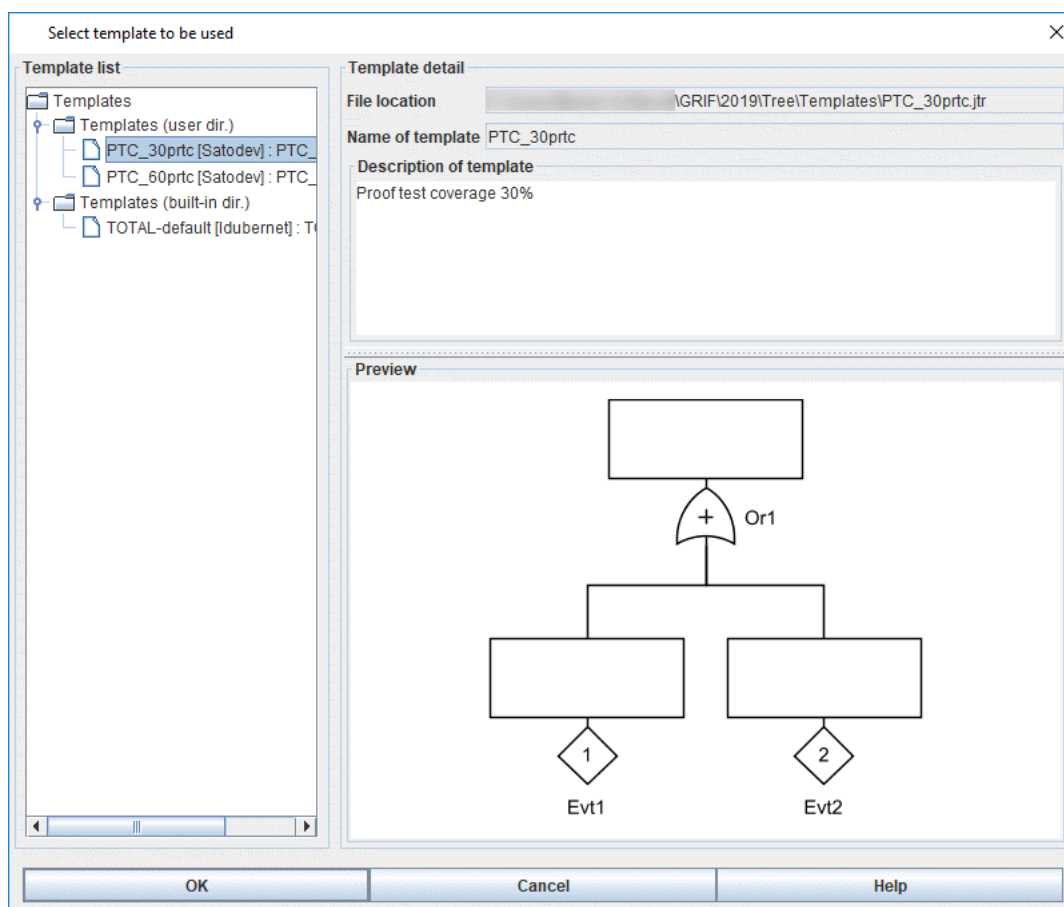 Select template to be used
Template list
Templates
Templates (user dir.)
PTC_30prtc [Satodev] : PTC_
PTC_60prtc [Satodev] : PTC_
Templates (built-in dir.)
TOTAL-default [ldubernet] : TO
Template detail
File location
\GRIF\2019\Tree\Templates\PTC_30prtc.jtr
Name of template PTC_30prtc
Description of template
Proof test coverage 30%
Preview
+ Or1
1
2
Evt1
Evt2
OK
Cancel
Help